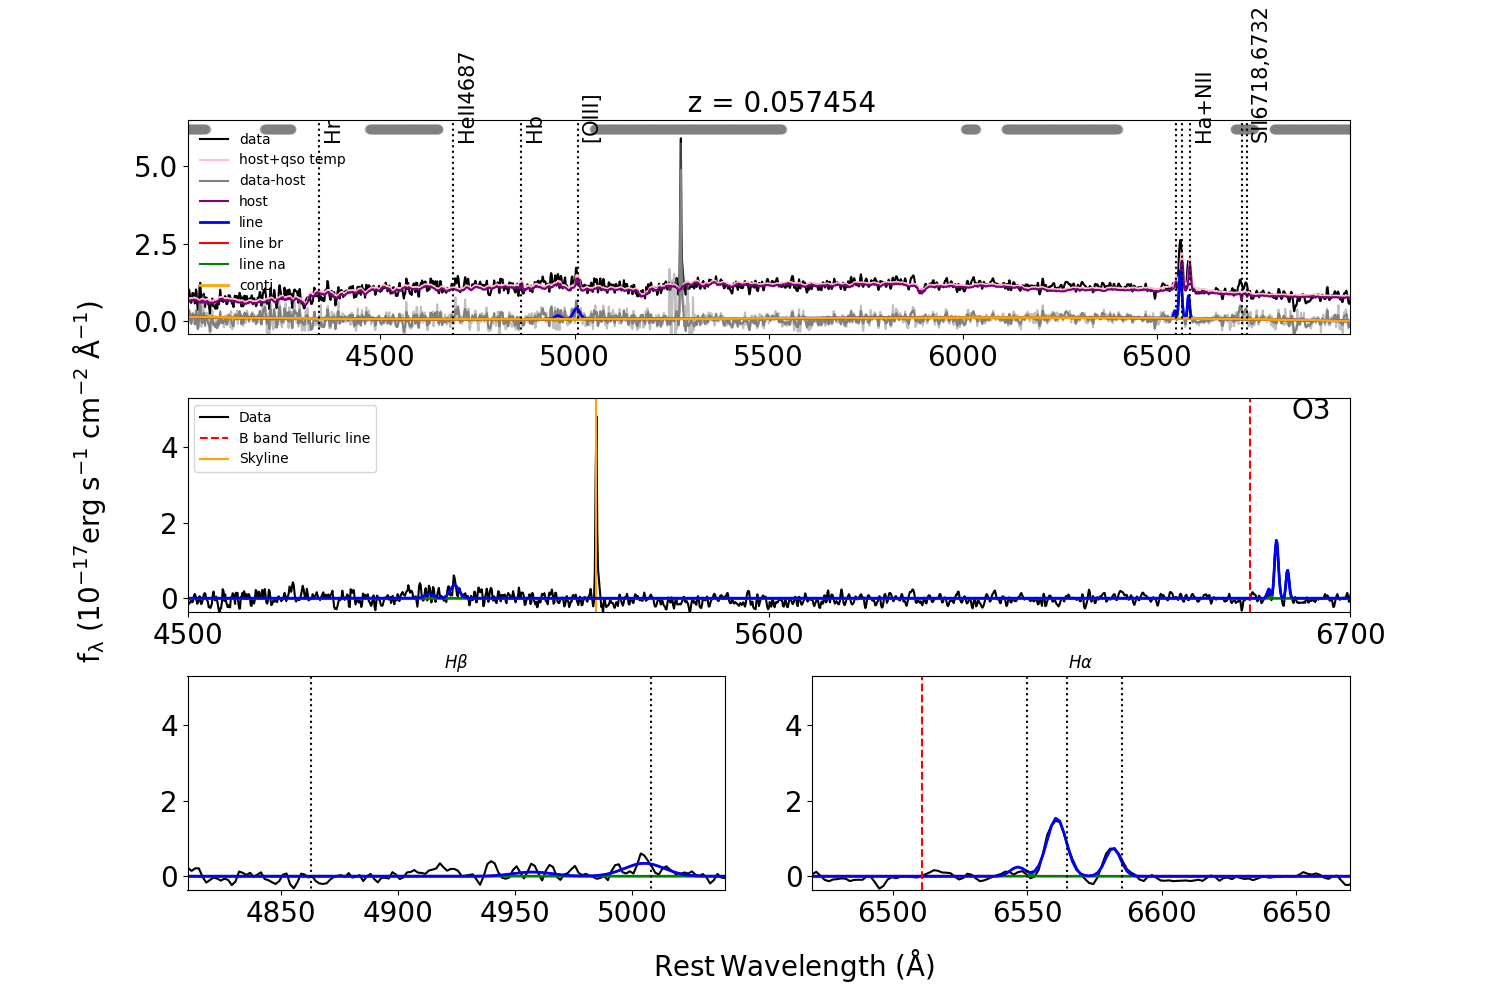 z = 0.057454
Hr
HeII4687
Hb
[OIII]
Ha+NII
SII6718,6732
data
host+qso temp
data-host
host
line
line br
line na
conti
5.0
2.5
0.0
4500 5000 5500 6000 6500
Data
B band Telluric line
Skyline
O3
4
2
0
4500 5600 6700
fλ (10⁻¹⁷erg s⁻¹ cm⁻² Å⁻¹)
Hβ
4
2
0
4850 4900 4950 5000
Hα
4
2
0
6500 6550 6600 6650
Rest Wavelength (Å)